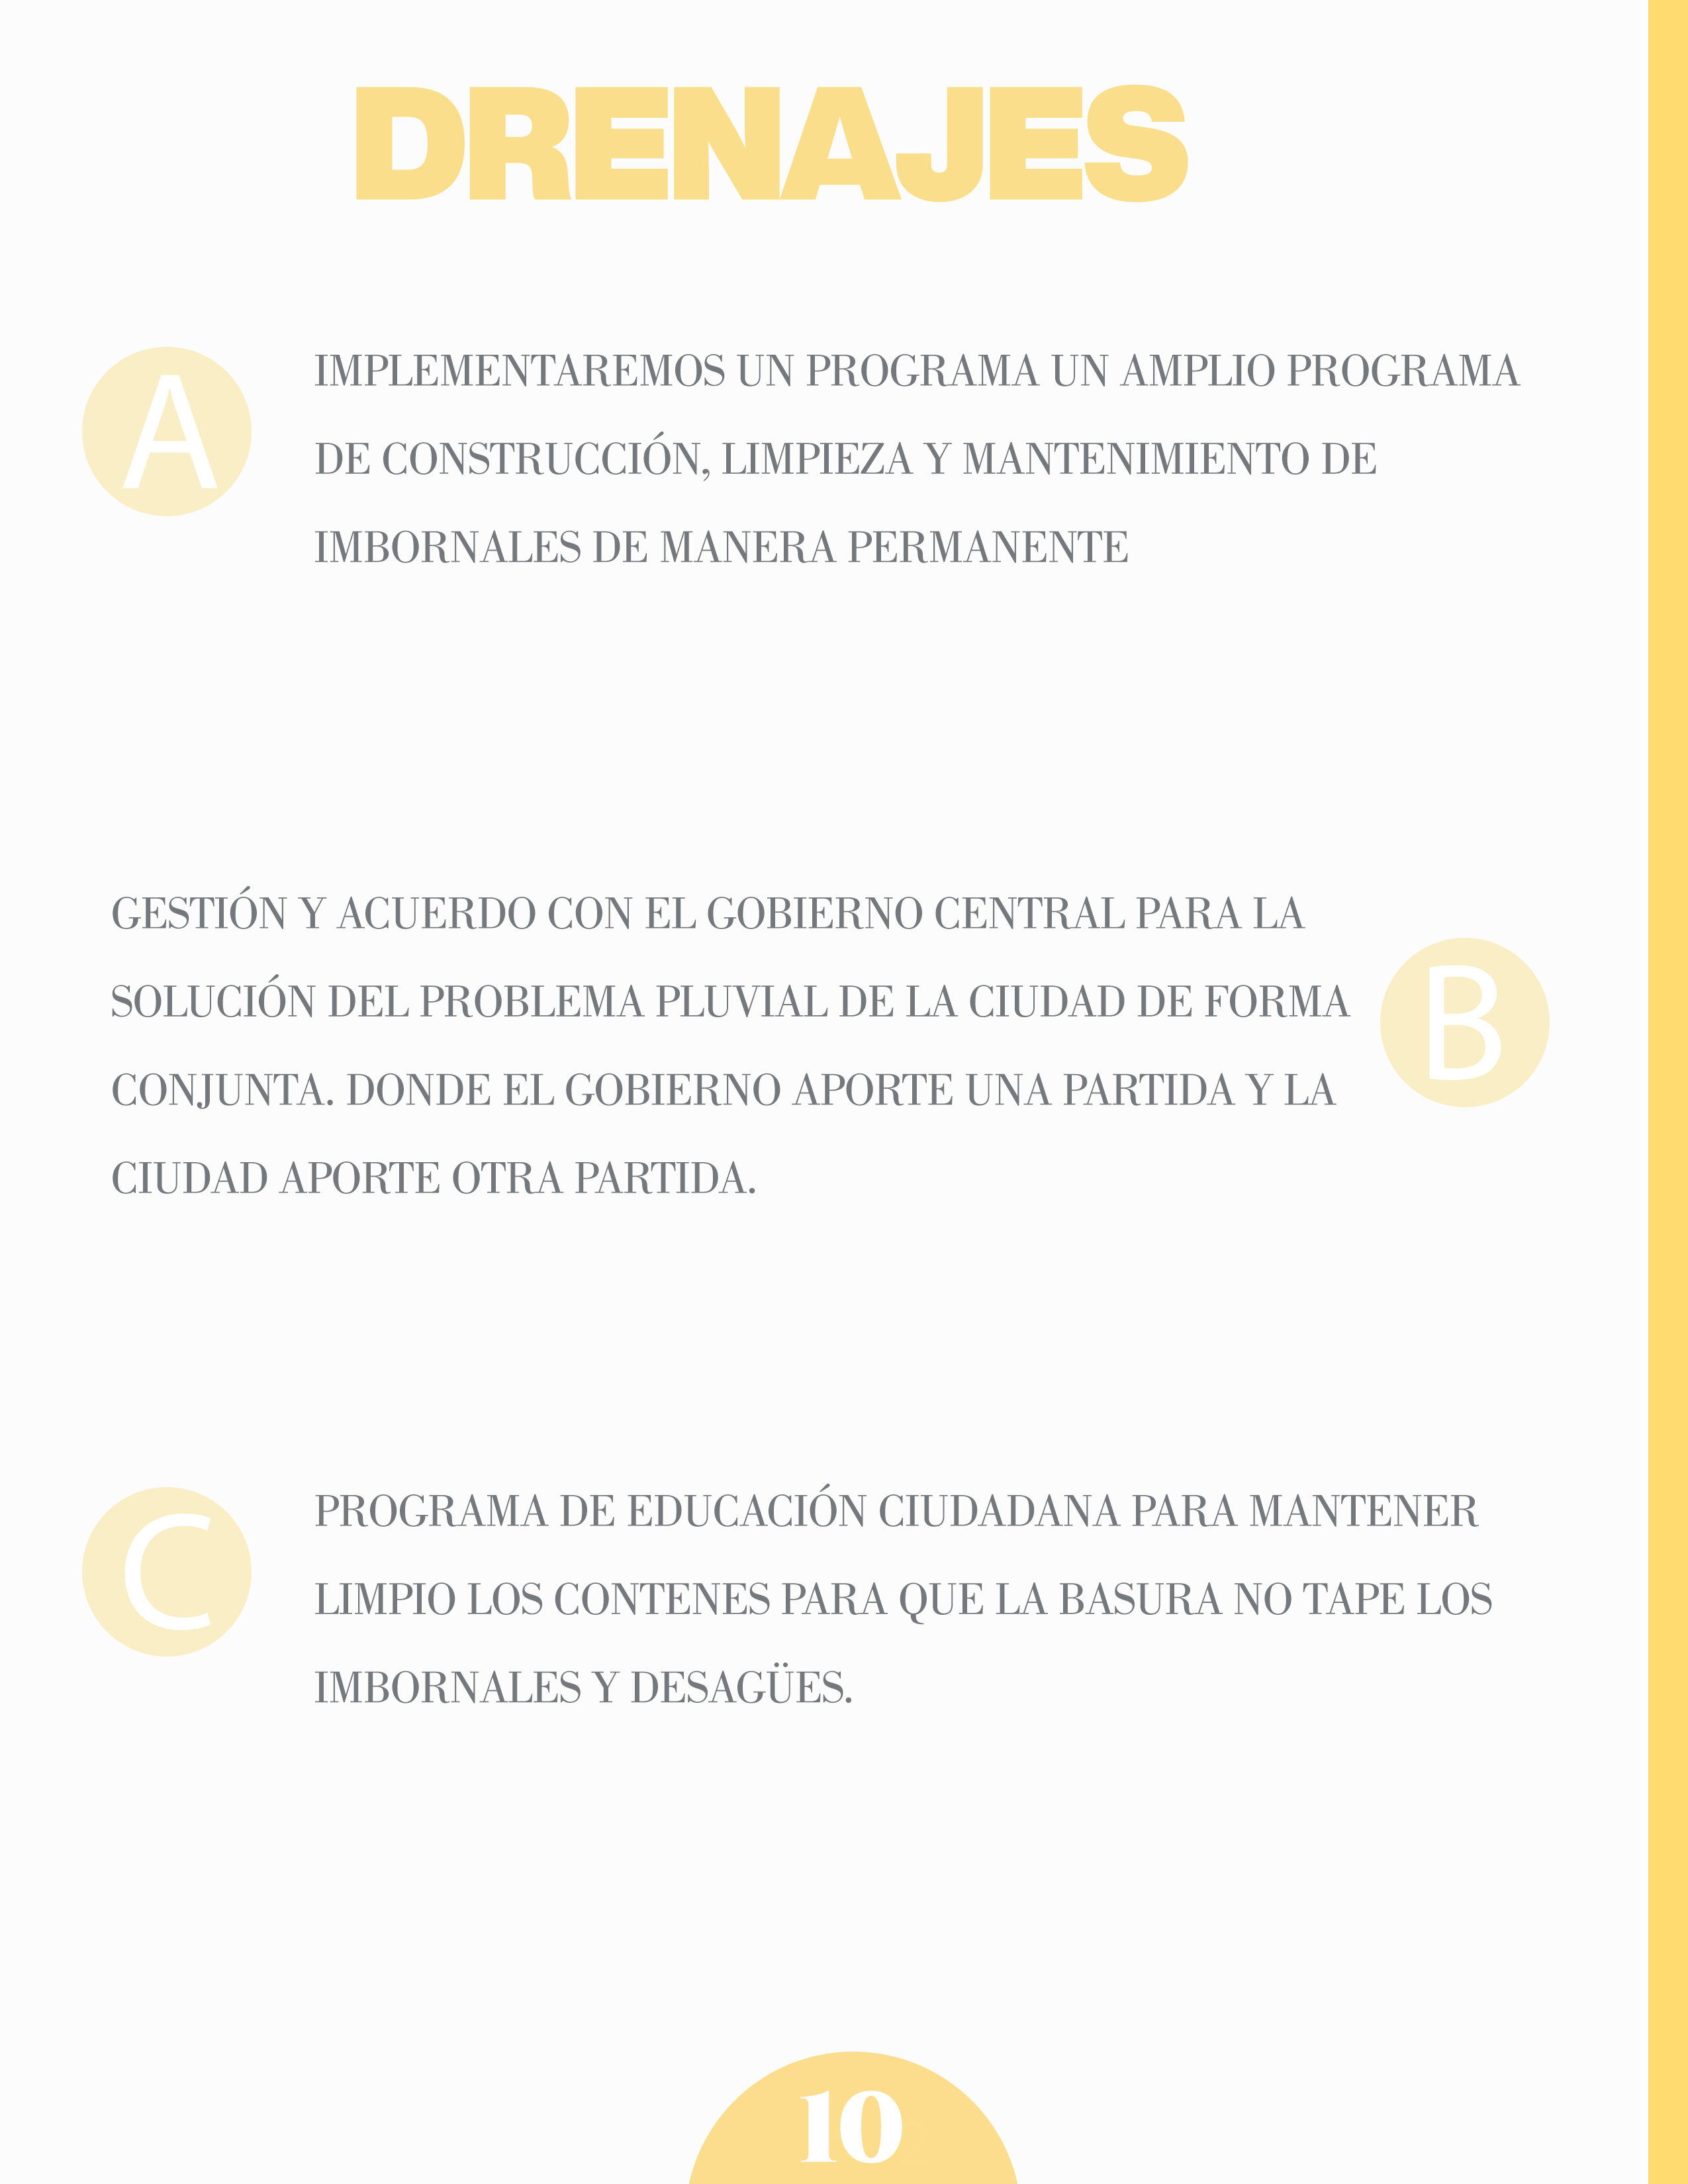 DRENAJES
A
IMPLEMENTAREMOS UN PROGRAMA UN AMPLIO PROGRAMA
DE CONSTRUCCIÓN, LIMPIEZA Y MANTENIMIENTO DE
IMBORNALES DE MANERA PERMANENTE
GESTIÓN Y ACUERDO CON EL GOBIERNO CENTRAL PARA LA
SOLUCIÓN DEL PROBLEMA PLUVIAL DE LA CIUDAD DE FORMA
CONJUNTA. DONDE EL GOBIERNO APORTE UNA PARTIDA Y LA
CIUDAD APORTE OTRA PARTIDA.
B
C
PROGRAMA DE EDUCACIÓN CIUDADANA PARA MANTENER
LIMPIO LOS CONTENES PARA QUE LA BASURA NO TAPE LOS
IMBORNALES Y DESAGÜES.
10